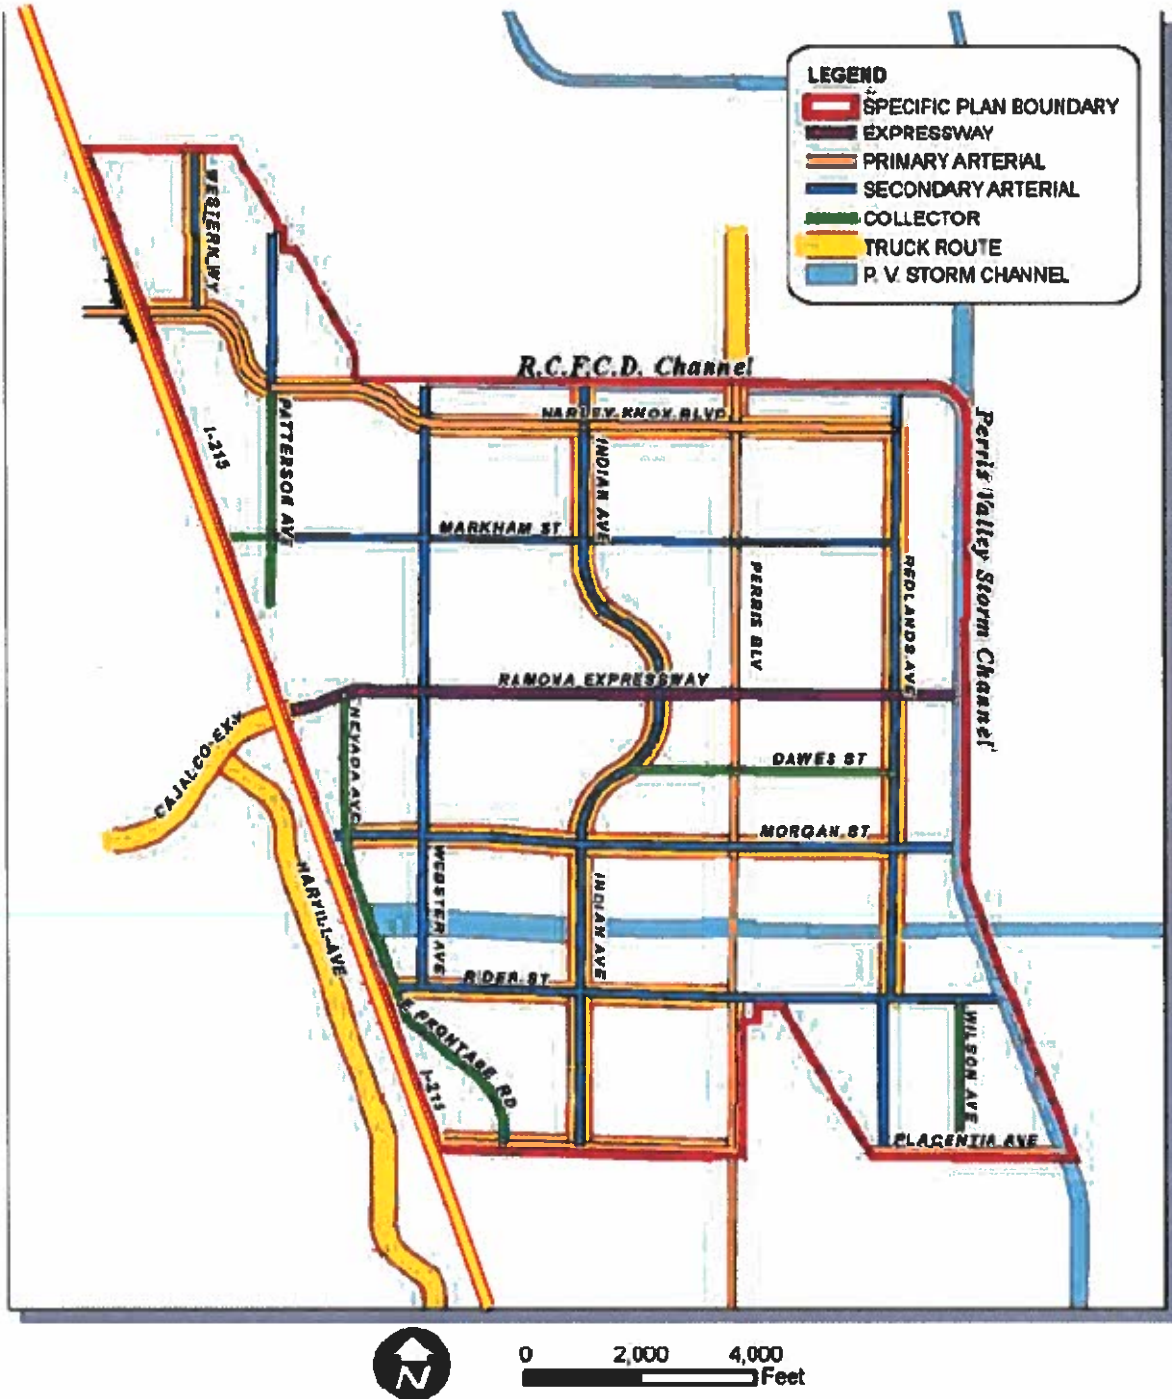 LEGEND
SPECIFIC PLAN BOUNDARY
EXPRESSWAY
PRIMARY ARTERIAL
SECONDARY ARTERIAL
COLLECTOR
TRUCK ROUTE
P. V. STORM CHANNEL
WESTERN WY
R.C.F.C.D. Channel
HARLEY KNOX BLVD
I-215
PATTERSON AVE
INDIAN AVE
Perris Valley Storm Channel
MARKHAM ST
PERRIS BLV
REDLANDS AVE
RAMONA EXPRESSWAY
CAJALCO EXY
NEVADA AVE
DAWES ST
MORGAN ST
HARVILL AVE
WEBSTER AVE
INDIAN AVE
RIDER ST
E FRONTAGE RD
I-215
WILSON AVE
PLACENTIA AVE
N
0 2,000 4,000
Feet